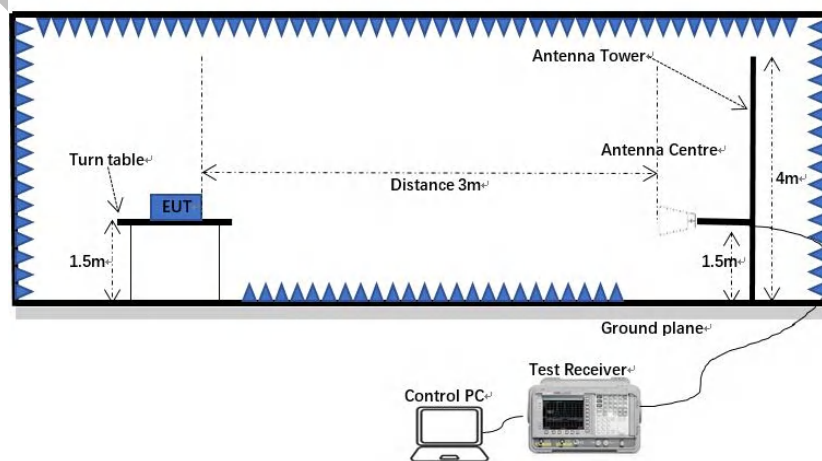 Antenna Tower
Antenna Centre
Turn table
Distance 3m
4m
EUT
1.5m
1.5m
Ground plane
Test Receiver
Control PC